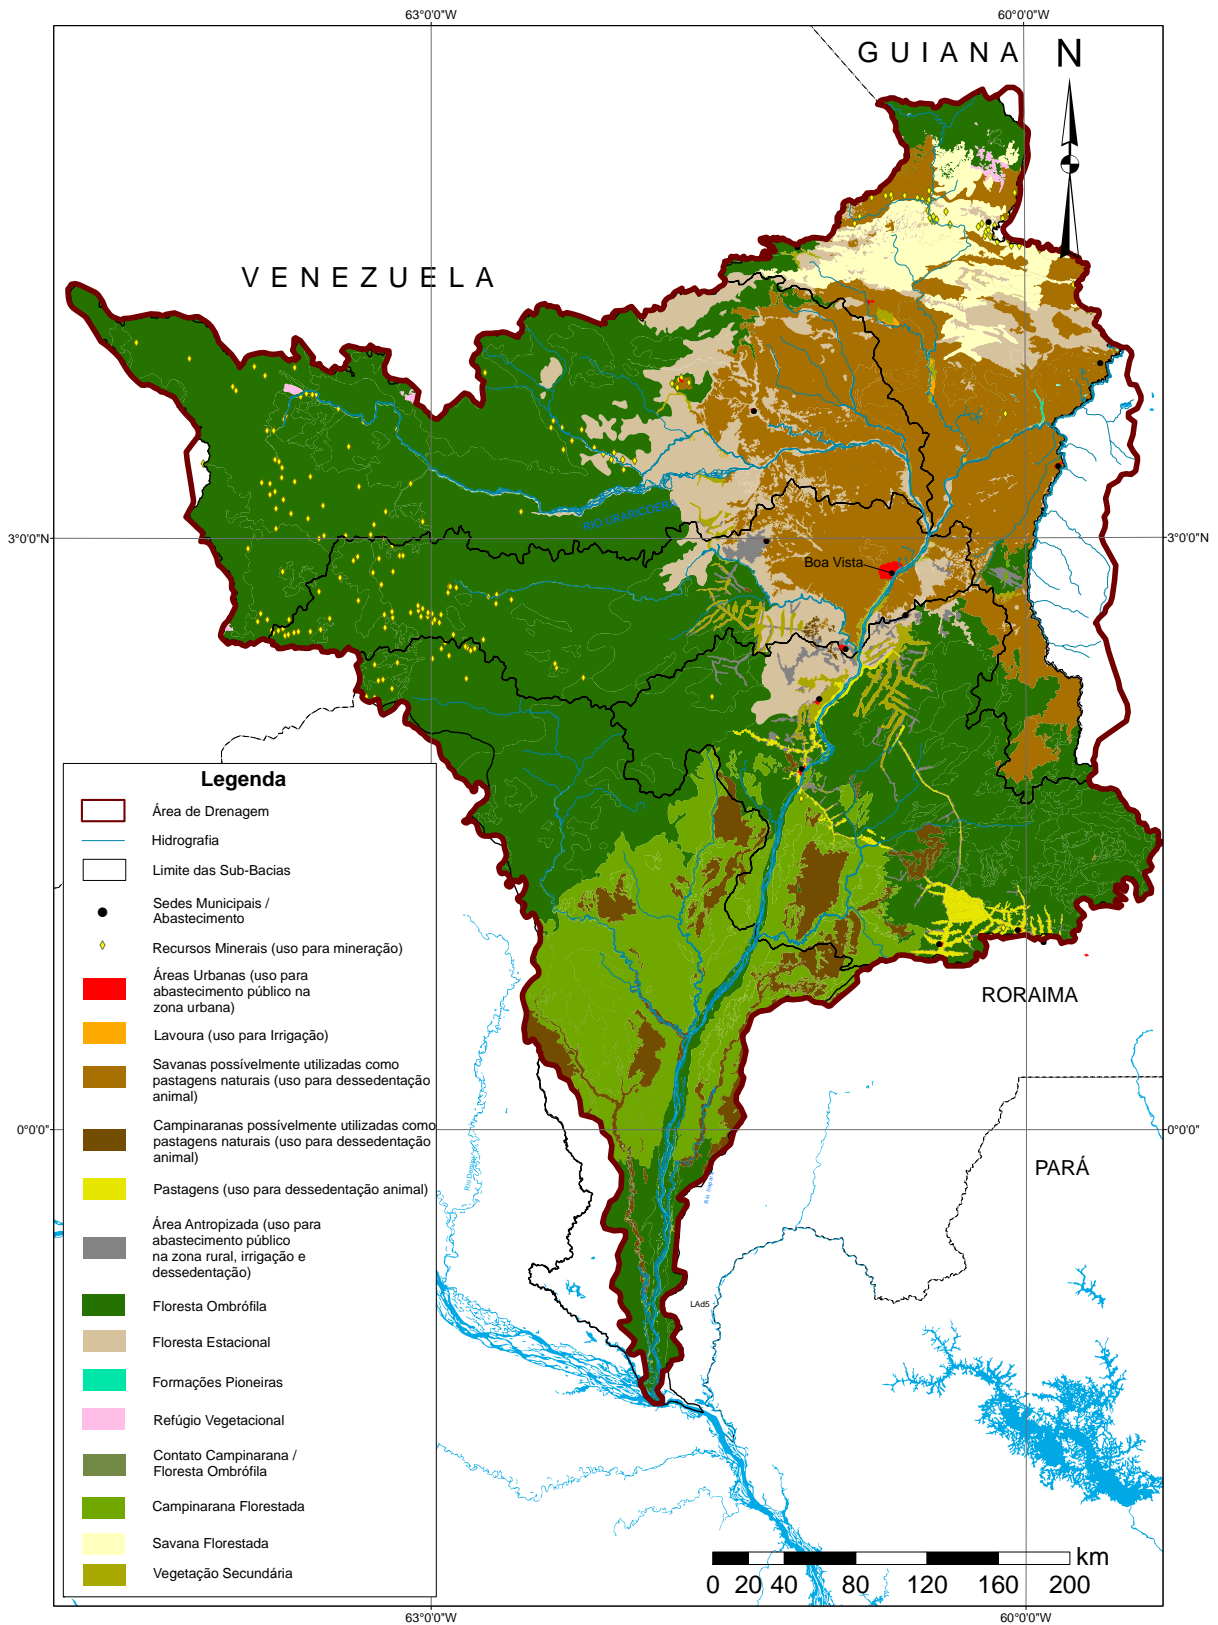 63°0'0"W
60°0'0"W
GUIANA
N
VENEZUELA
RIO URARICOERA
3°0'0"N
3°0'0"N
Boa Vista
Legenda
Área de Drenagem
Hidrografia
Limite das Sub-Bacias
Sedes Municipais /
Abastecimento
Recursos Minerais (uso para mineração)
Áreas Urbanas (uso para
abastecimento público na
zona urbana)
Lavoura (uso para Irrigação)
Savanas possívelmente utilizadas como
pastagens naturais (uso para dessedentação
animal)
Campinaranas possívelmente utilizadas como
pastagens naturais (uso para dessedentação
animal)
Pastagens (uso para dessedentação animal)
Área Antropizada (uso para
abastecimento público
na zona rural, irrigação e
dessedentação)
Floresta Ombrófila
Floresta Estacional
Formações Pioneiras
Refúgio Vegetacional
Contato Campinarana /
Floresta Ombrófila
Campinarana Florestada
Savana Florestada
Vegetação Secundária
RORAIMA
0°0'0"
0°0'0"
PARÁ
LAd5
km
0 20 40 80 120 160 200
63°0'0"W
60°0'0"W